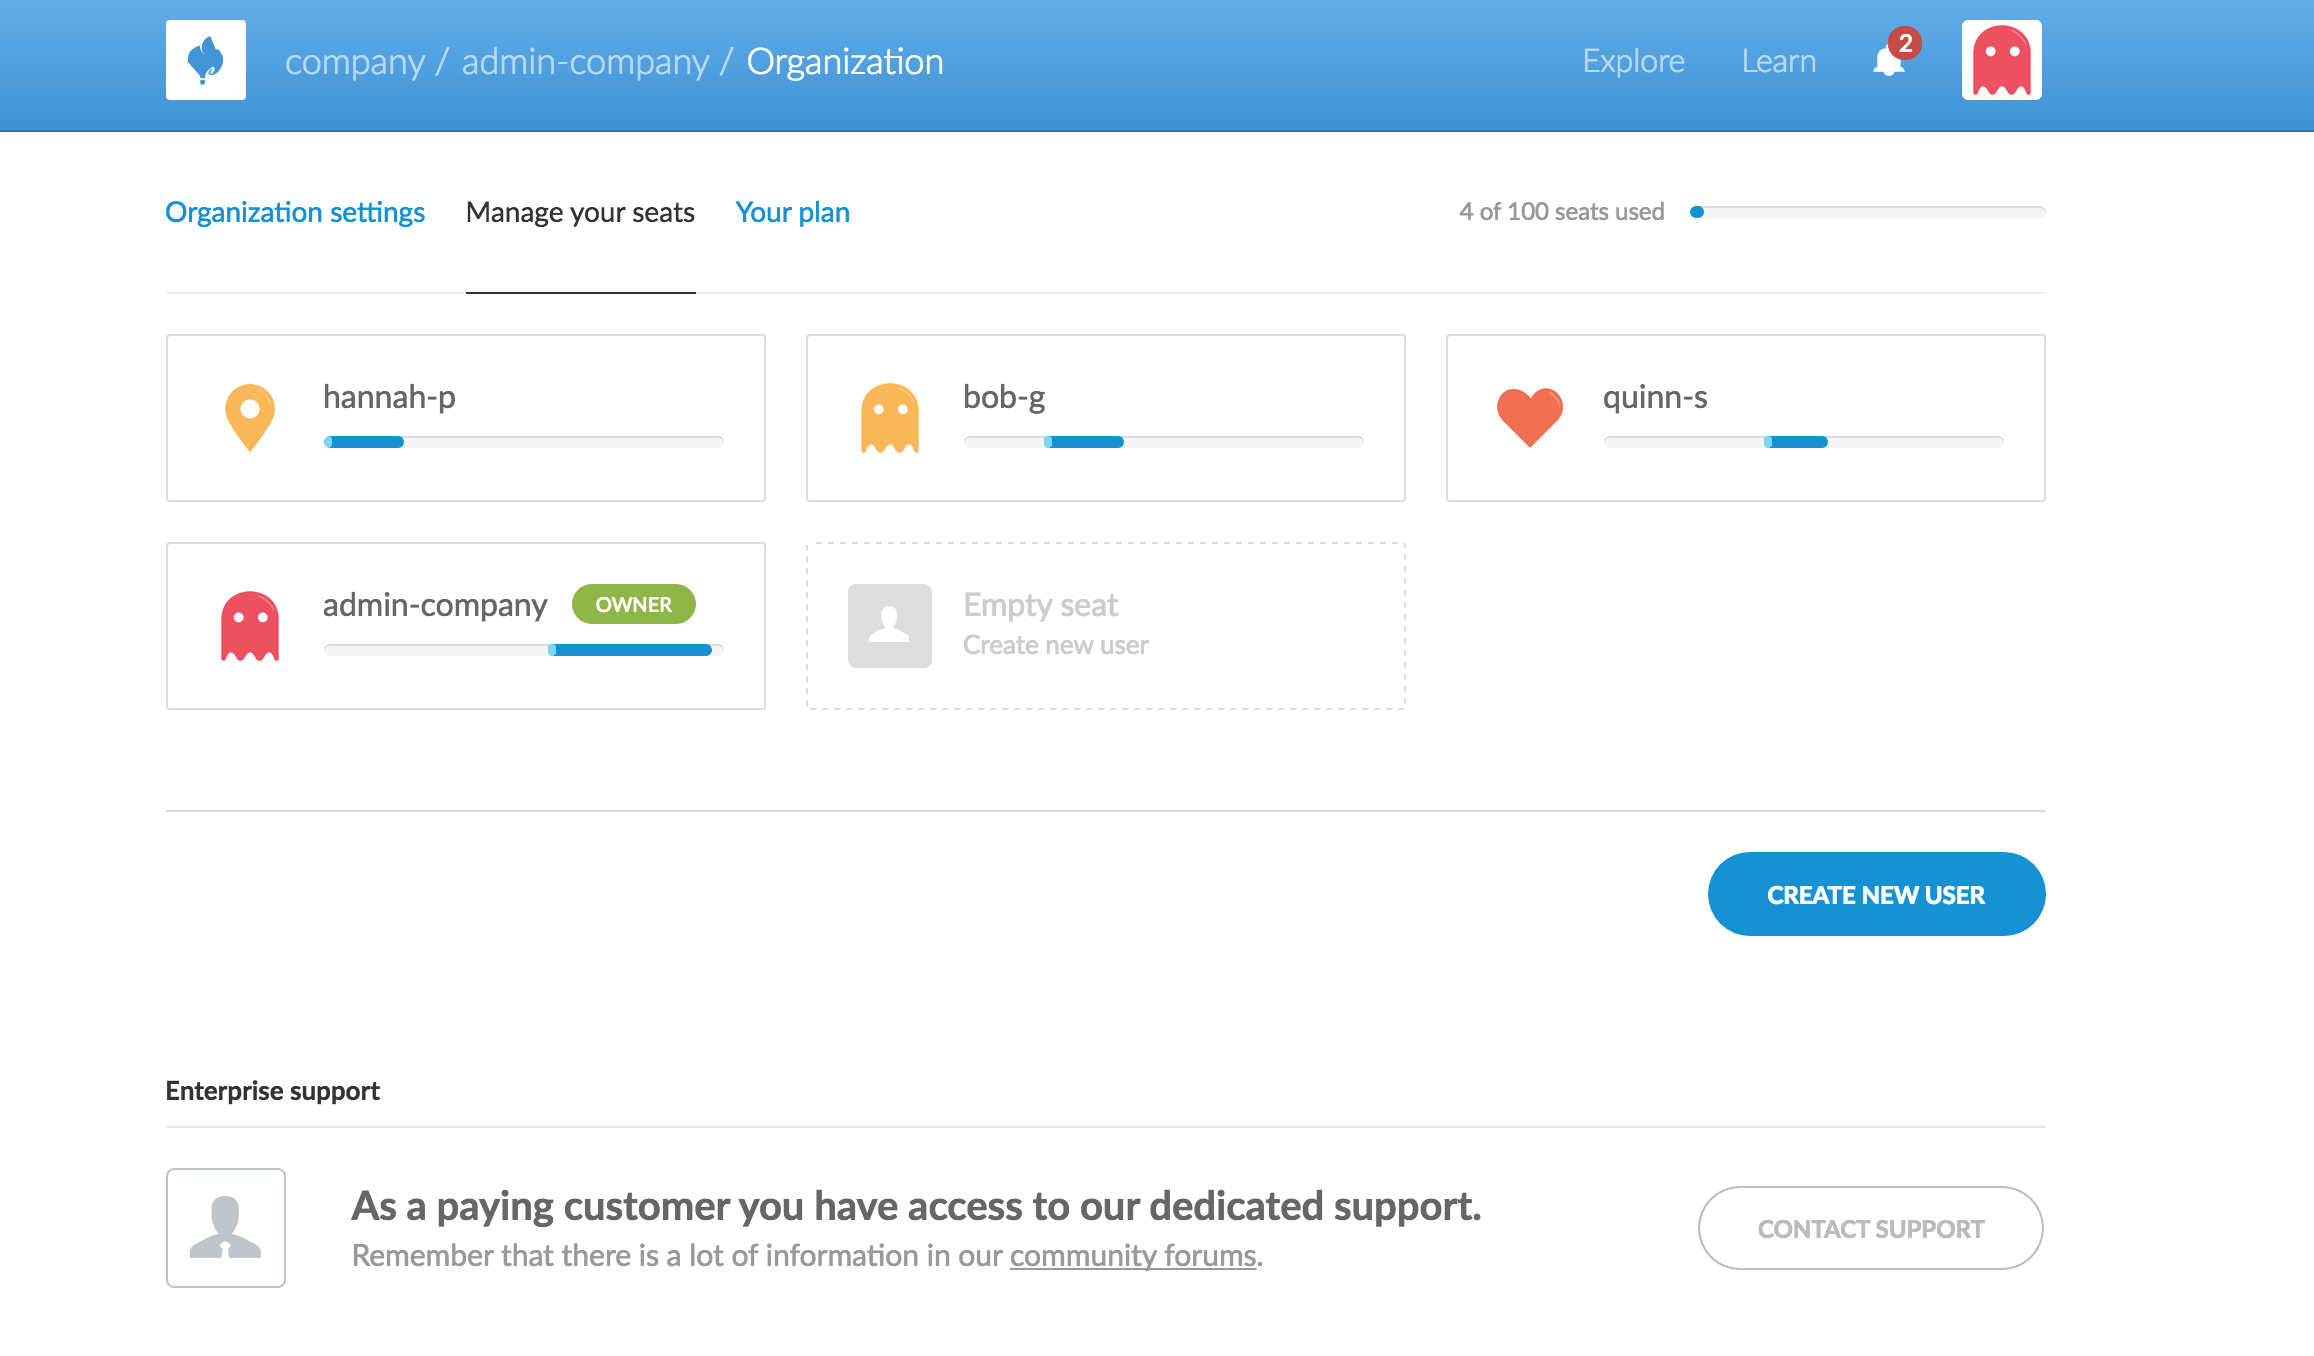 company / admin-company / Organization
Explore
Learn
2
Organization settings
Manage your seats
Your plan
4 of 100 seats used
hannah-p
bob-g
quinn-s
admin-company
OWNER
Empty seat
Create new user
CREATE NEW USER
Enterprise support
As a paying customer you have access to our dedicated support.
Remember that there is a lot of information in our community forums.
CONTACT SUPPORT